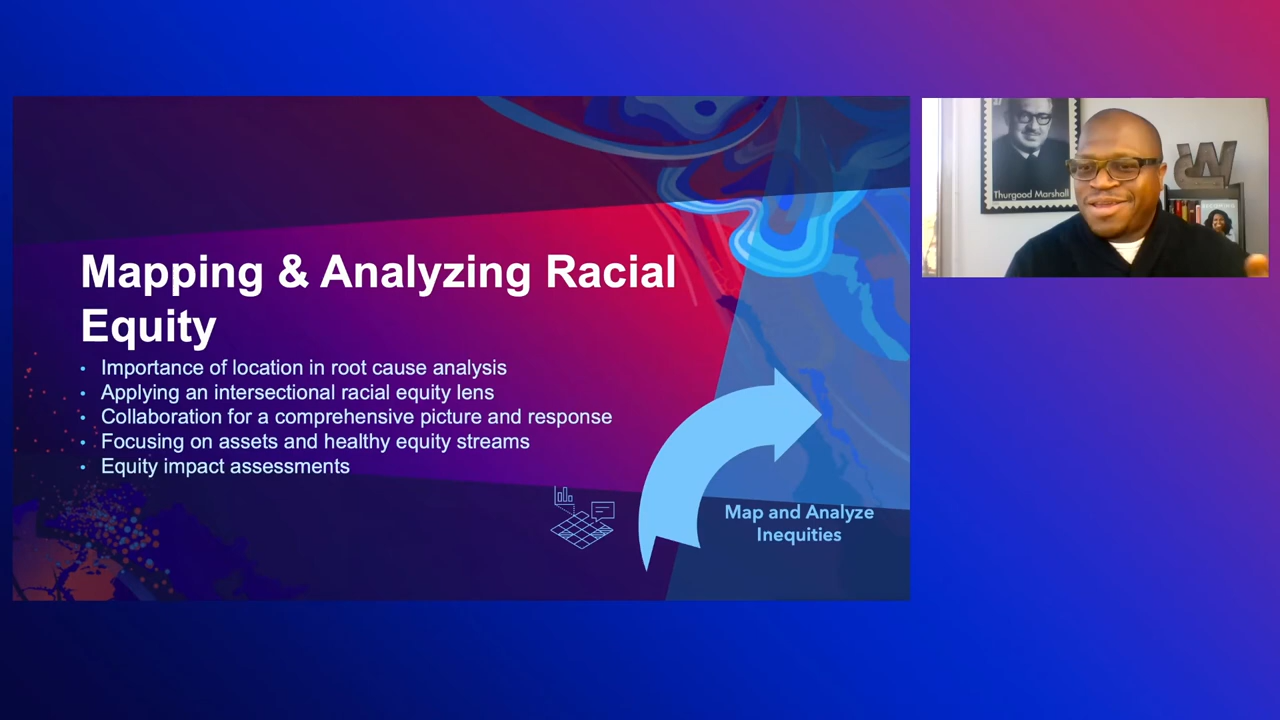 Mapping & Analyzing Racial
Equity
• Importance of location in root cause analysis
• Applying an intersectional racial equity lens
• Collaboration for a comprehensive picture and response
• Focusing on assets and healthy equity streams
• Equity impact assessments
Map and Analyze
Inequities
Thurgood Marshall
W
BECOMING